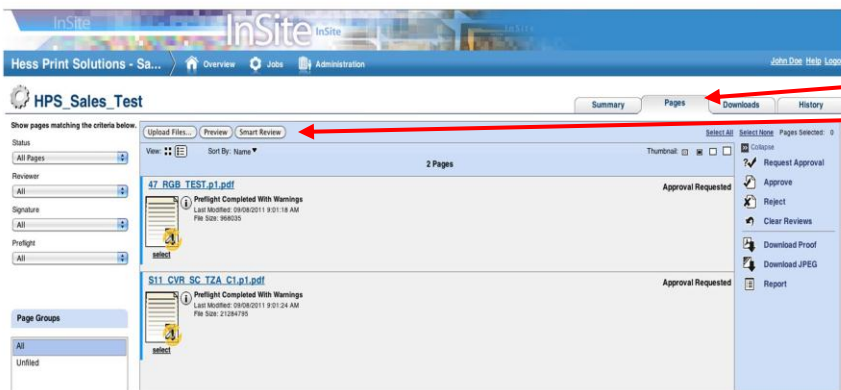 InSite
InSite InSite
InSite
Hess Print Solutions - Sa... Overview Jobs Administration John Doe Help Logo
HPS_Sales_Test
Summary Pages Downloads History
Show pages matching the criteria below.
Upload Files... Preview Smart Review
Select All Select None Pages Selected: 0
Status
View: Sort By: Name Thumbnail:
Collapse
All Pages
2 Pages
Request Approval
Reviewer
All
47_RGB_TEST.p1.pdf
Approval Requested
Approve
Preflight Completed With Warnings
Last Modified: 09/08/2011 9:01:18 AM
File Size: 968035
select
Reject
Signature
All
Clear Reviews
Preflight
All
Download Proof
Download JPEG
S11_CVR_SC_TZA_C1.p1.pdf
Approval Requested
Report
Preflight Completed With Warnings
Last Modified: 09/08/2011 9:01:24 AM
File Size: 21284795
select
Page Groups
All
Unfiled